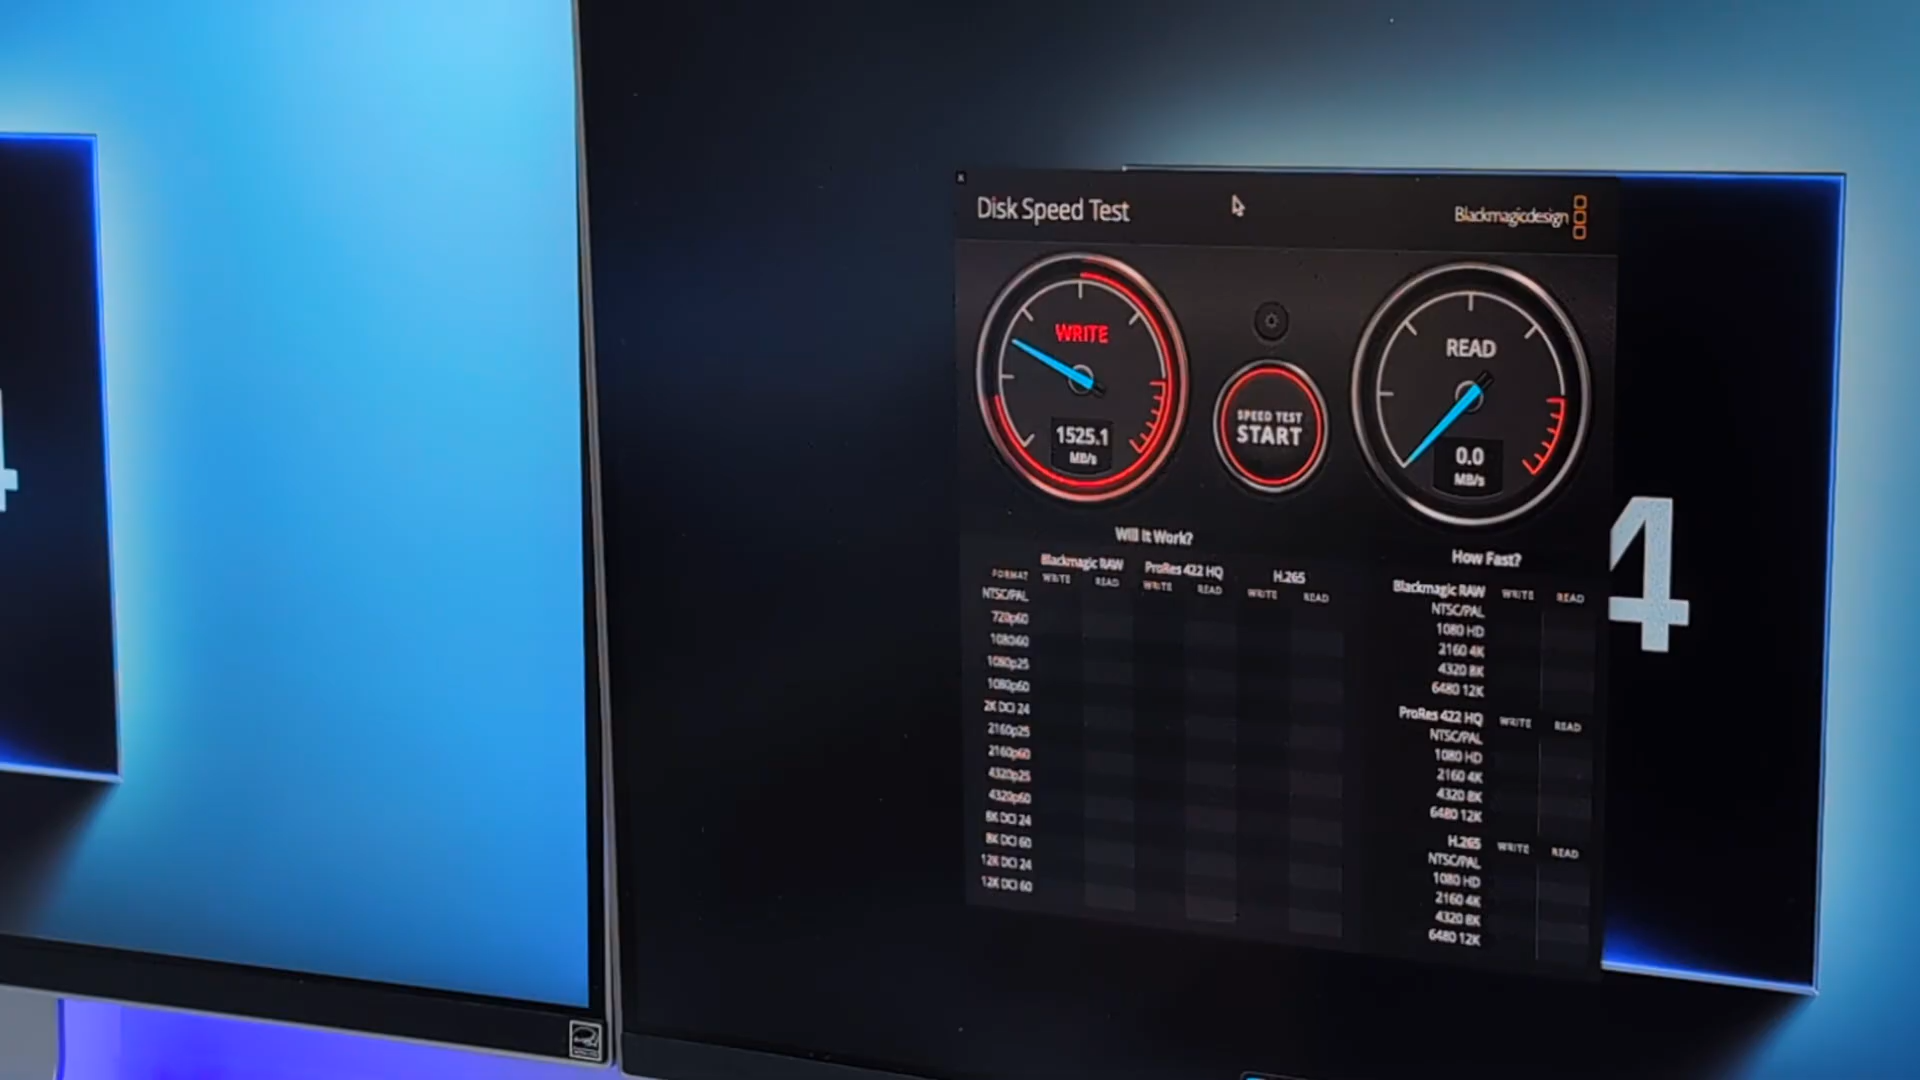 Disk Speed Test
Blackmagicdesign
WRITE
1525.1
MB/s
SPEED TEST
START
READ
0.0
MB/s
Will It Work?
Blackmagic RAW ProRes 422 HQ H.265
FORMAT WRITE READ WRITE READ WRITE READ
NTSC/PAL
720p60
1080i60
1080p25
1080p60
2K DCI 24
2160p25
2160p60
4320p25
4320p60
8K DCI 24
8K DCI 60
12K DCI 24
12K DCI 60
How Fast?
Blackmagic RAW WRITE READ
NTSC/PAL
1080 HD
2160 4K
4320 8K
6480 12K
ProRes 422 HQ WRITE READ
NTSC/PAL
1080 HD
2160 4K
4320 8K
6480 12K
H.265 WRITE READ
NTSC/PAL
1080 HD
2160 4K
4320 8K
6480 12K
4
4